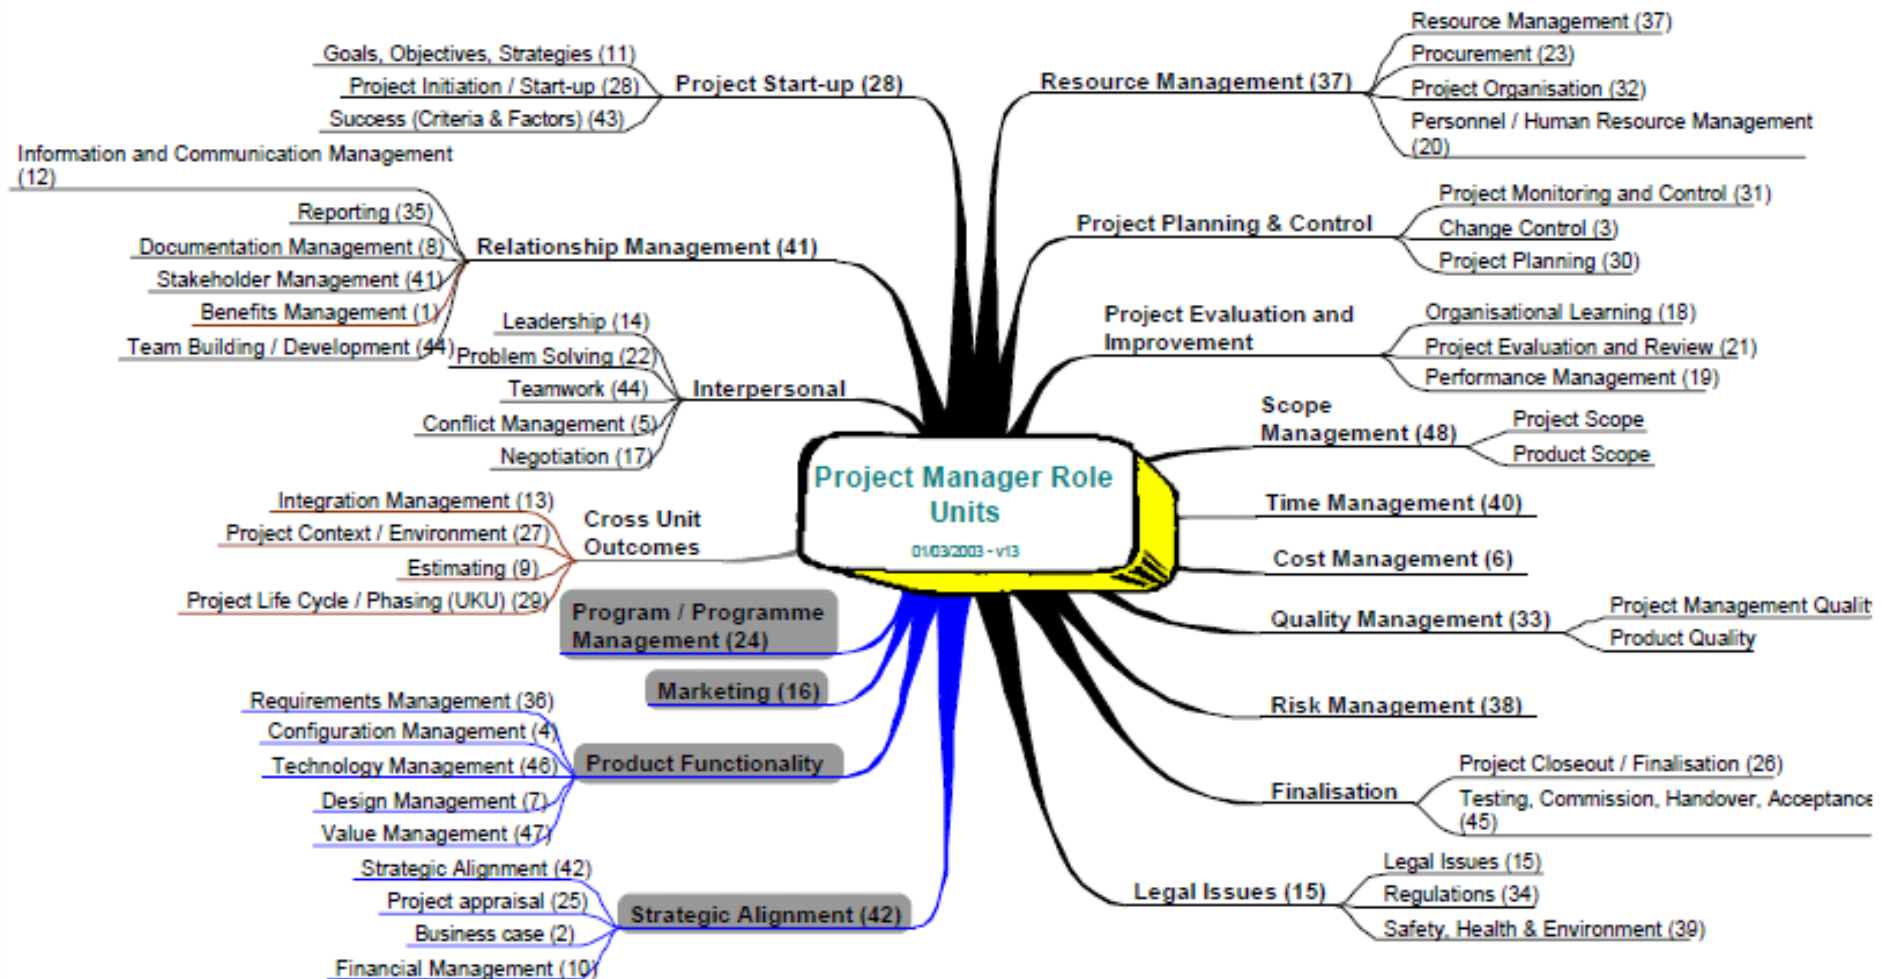 Project Manager Role
Units
01/03/2003 - v13
Project Start-up (28)
Goals, Objectives, Strategies (11)
Project Initiation / Start-up (28)
Success (Criteria & Factors) (43)
Relationship Management (41)
Information and Communication Management
(12)
Reporting (35)
Documentation Management (8)
Stakeholder Management (41)
Benefits Management (1)
Team Building / Development (44)
Interpersonal
Leadership (14)
Problem Solving (22)
Teamwork (44)
Conflict Management (5)
Negotiation (17)
Cross Unit
Outcomes
Integration Management (13)
Project Context / Environment (27)
Estimating (9)
Project Life Cycle / Phasing (UKU) (29)
Program / Programme
Management (24)
Marketing (16)
Product Functionality
Requirements Management (36)
Configuration Management (4)
Technology Management (46)
Design Management (7)
Value Management (47)
Strategic Alignment (42)
Strategic Alignment (42)
Project appraisal (25)
Business case (2)
Financial Management (10)
Resource Management (37)
Resource Management (37)
Procurement (23)
Project Organisation (32)
Personnel / Human Resource Management
(20)
Project Planning & Control
Project Monitoring and Control (31)
Change Control (3)
Project Planning (30)
Project Evaluation and
Improvement
Organisational Learning (18)
Project Evaluation and Review (21)
Performance Management (19)
Scope
Management (48)
Project Scope
Product Scope
Time Management (40)
Cost Management (6)
Quality Management (33)
Project Management Qualit
Product Quality
Risk Management (38)
Finalisation
Project Closeout / Finalisation (26)
Testing, Commission, Handover, Acceptance
(45)
Legal Issues (15)
Legal Issues (15)
Regulations (34)
Safety, Health & Environment (39)